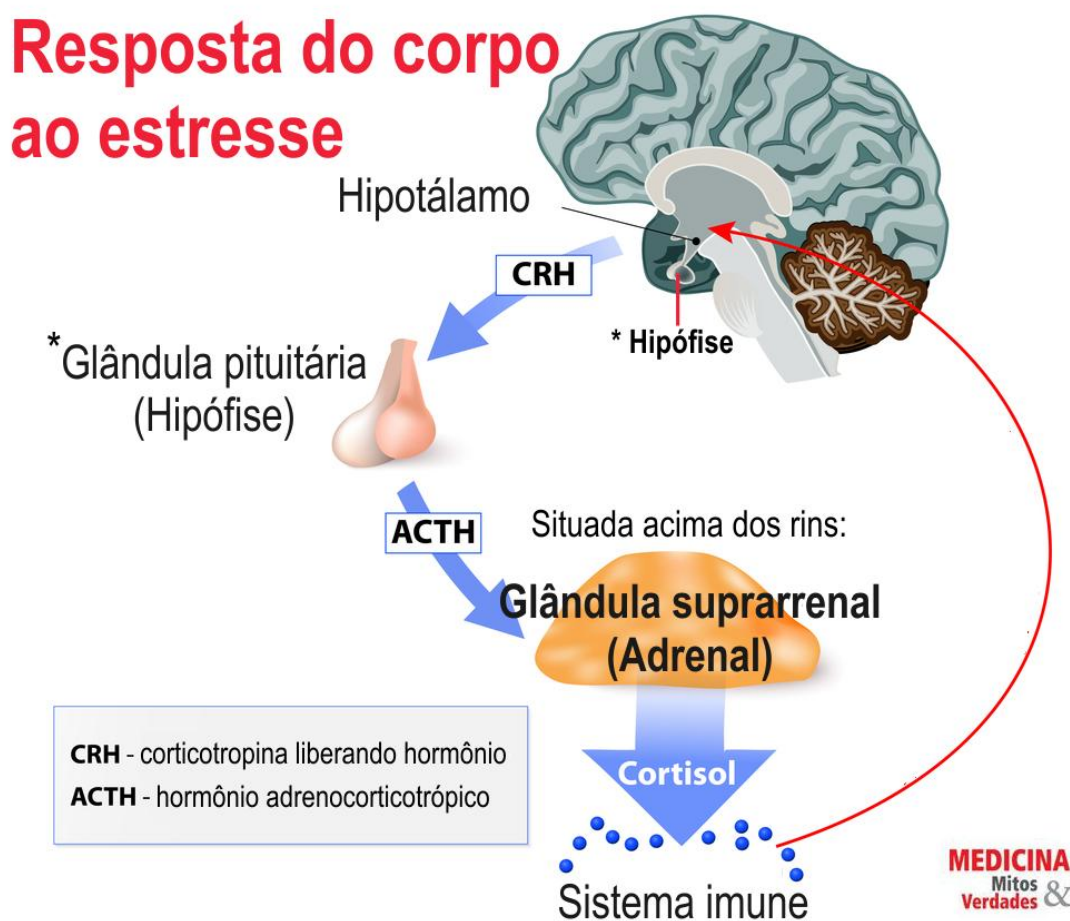 Resposta do corpo
ao estresse
Hipotálamo
CRH
* Hipófise
*Glândula pituitária
(Hipófise)
ACTH
Situada acima dos rins:
Glândula suprarrenal
(Adrenal)
CRH - corticotropina liberando hormônio
ACTH - hormônio adrenocorticotrópico
Cortisol
Sistema imune
MEDICINA
Mitos
Verdades &